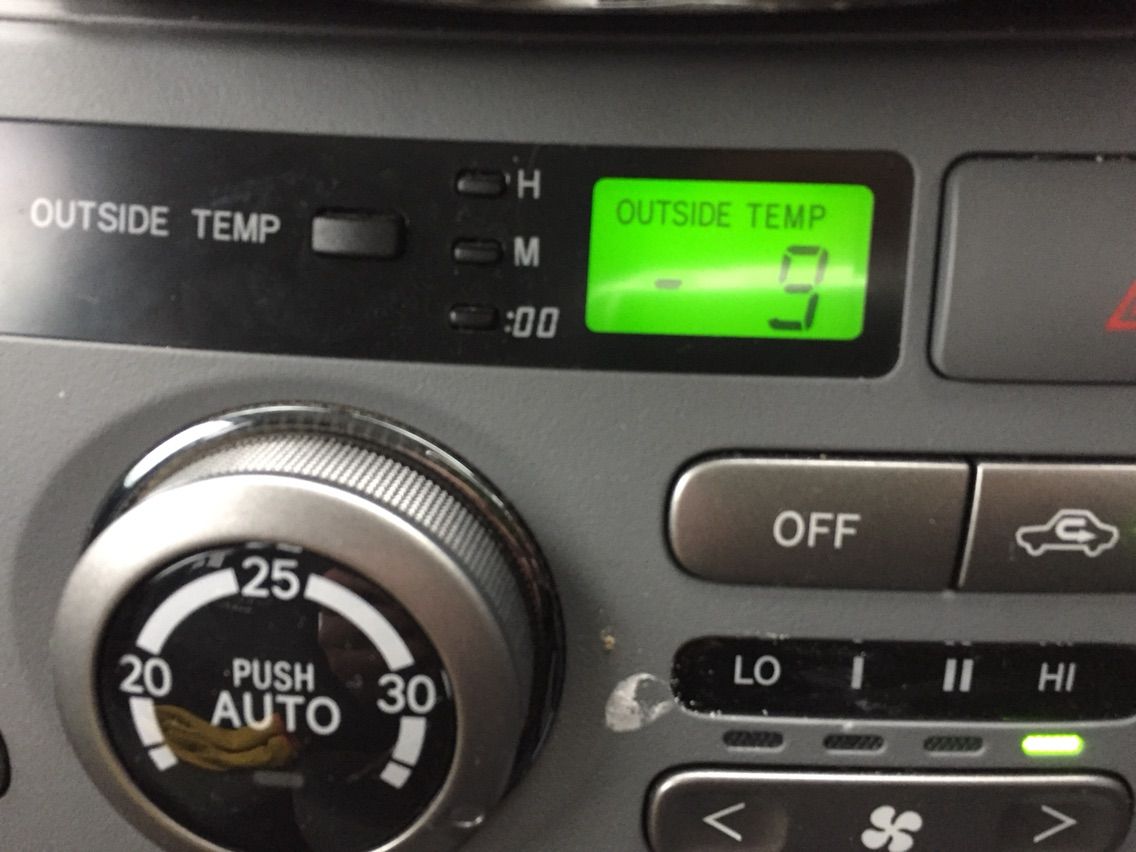 OUTSIDE TEMP
H
M
:00
OUTSIDE TEMP
- 9
OFF
25
20
30
PUSH
AUTO
LO I II HI
< >